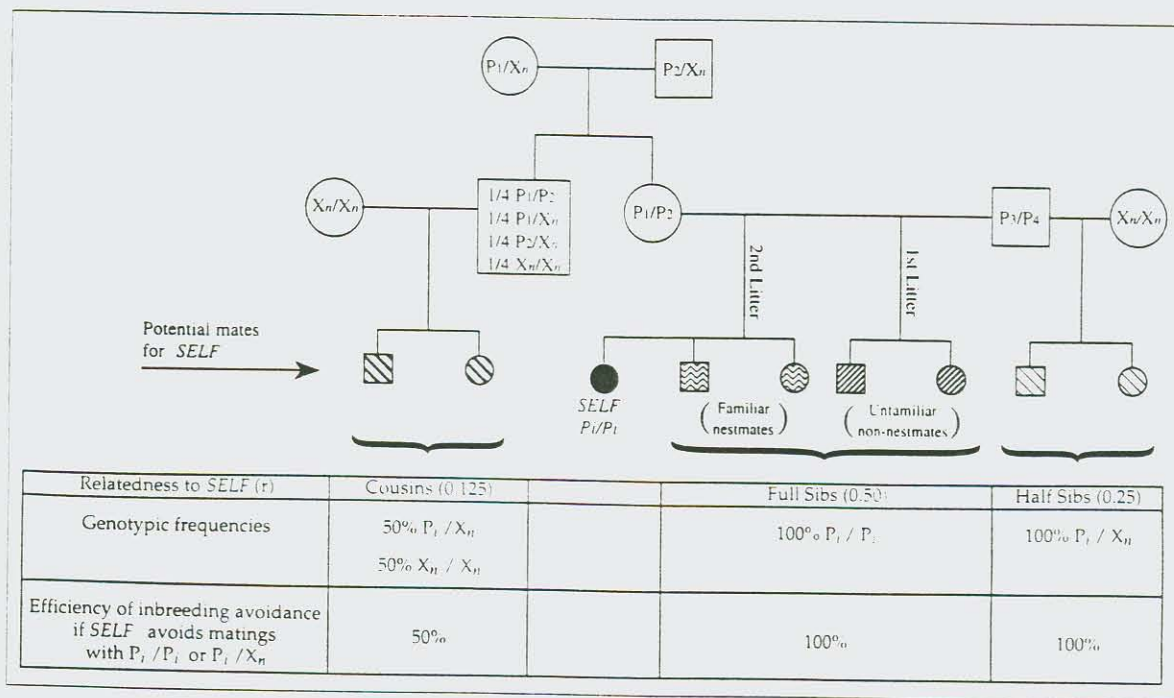 P1/Xn P2/Xn
Xn/Xn
1/4 P1/P2
1/4 P1/Xn
1/4 P2/Xn
1/4 Xn/Xn
P1/P2
P3/P4
Xn/Xn
2nd Litter
1st Litter
Potential mates
for SELF
SELF
Pi/Pi
(Familiar
nestmates)
(Unfamiliar
non-nestmates)
Relatedness to SELF (r) Cousins (0.125) Full Sibs (0.50) Half Sibs (0.25)
Genotypic frequencies 50% Pi / Xn 100% Pi / Pi 100% Pi / Xn
50% Xn / Xn
Efficiency of inbreeding avoidance
if SELF avoids matings 50% 100% 100%
with Pi / Pi or Pi / Xn